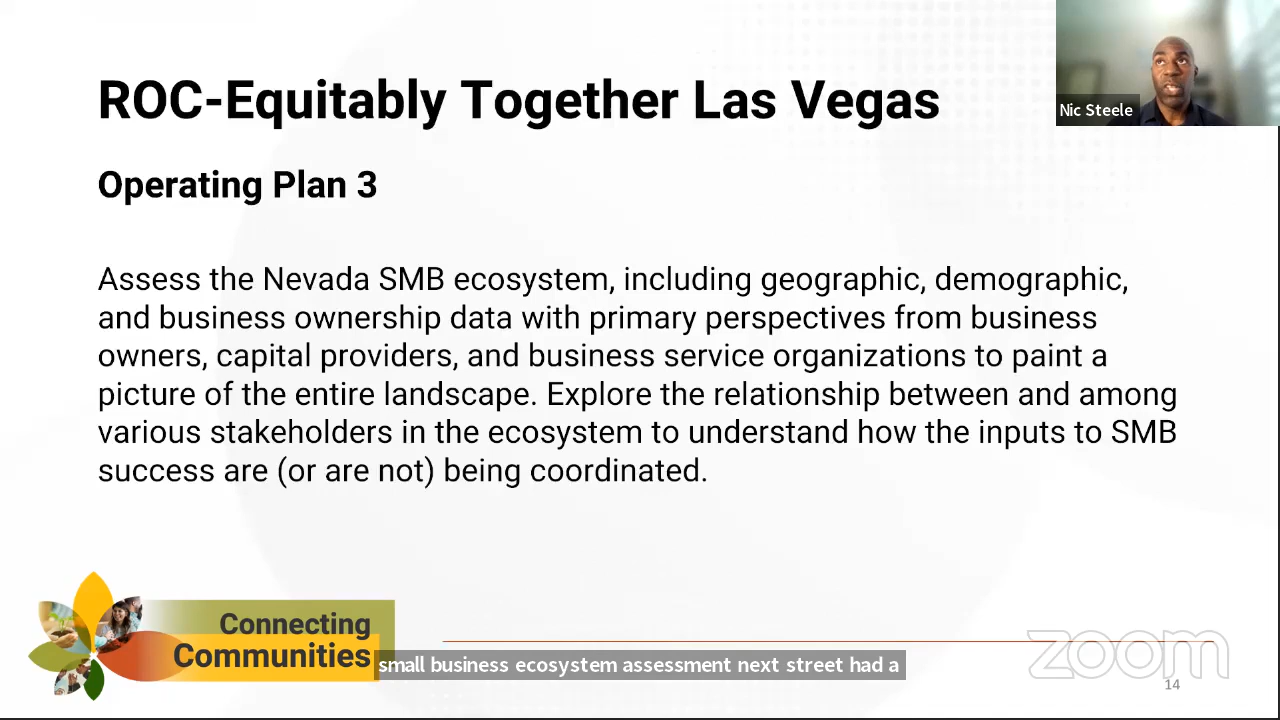 ROC-Equitably Together Las Vegas
Nic Steele
Operating Plan 3
Assess the Nevada SMB ecosystem, including geographic, demographic,
and business ownership data with primary perspectives from business
owners, capital providers, and business service organizations to paint a
picture of the entire landscape. Explore the relationship between and among
various stakeholders in the ecosystem to understand how the inputs to SMB
success are (or are not) being coordinated.
Connecting
Communities
small business ecosystem assessment next street had a
zoom
14